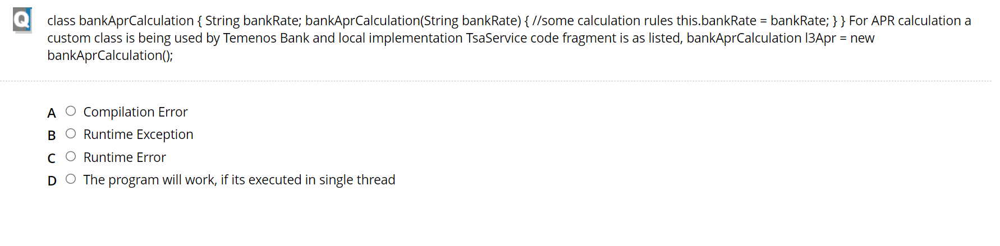 Q
class bankAprCalculation { String bankRate; bankAprCalculation(String bankRate) { //some calculation rules this.bankRate = bankRate; } } For APR calculation a
custom class is being used by Temenos Bank and local implementation TsaService code fragment is as listed, bankAprCalculation l3Apr = new
bankAprCalculation();
A Compilation Error
B Runtime Exception
C Runtime Error
D The program will work, if its executed in single thread